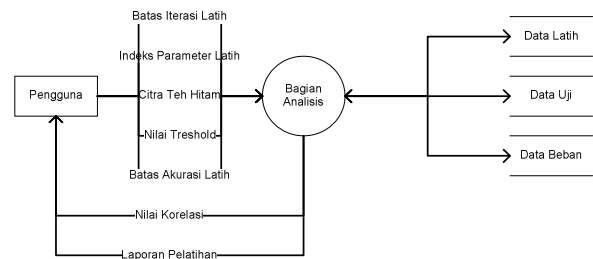 Batas Iterasi Latih
Indeks Parameter Latih
Pengguna
Citra Teh Hitam
Nilai Treshold
Batas Akurasi Latih
Bagian
Analisis
Data Latih
Data Uji
Data Beban
Nilai Korelasi
Laporan Pelatihan